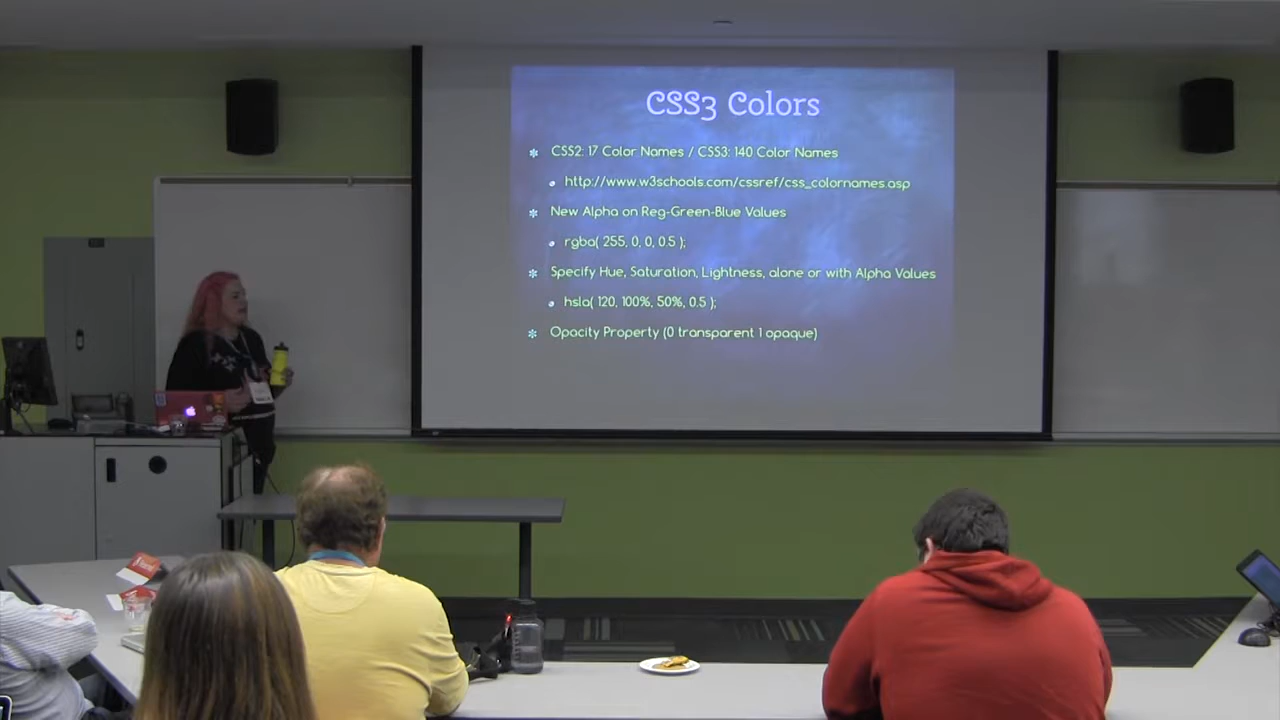 CSS3 Colors
CSS2: 17 Color Names / CSS3: 140 Color Names
http://www.w3schools.com/cssref/css_colornames.asp
New Alpha on Reg-Green-Blue Values
rgba( 255, 0, 0, 0.5 );
Specify Hue, Saturation, Lightness, alone or with Alpha Values
hsla( 120, 100%, 50%, 0.5 );
Opacity Property (0 transparent 1 opaque)